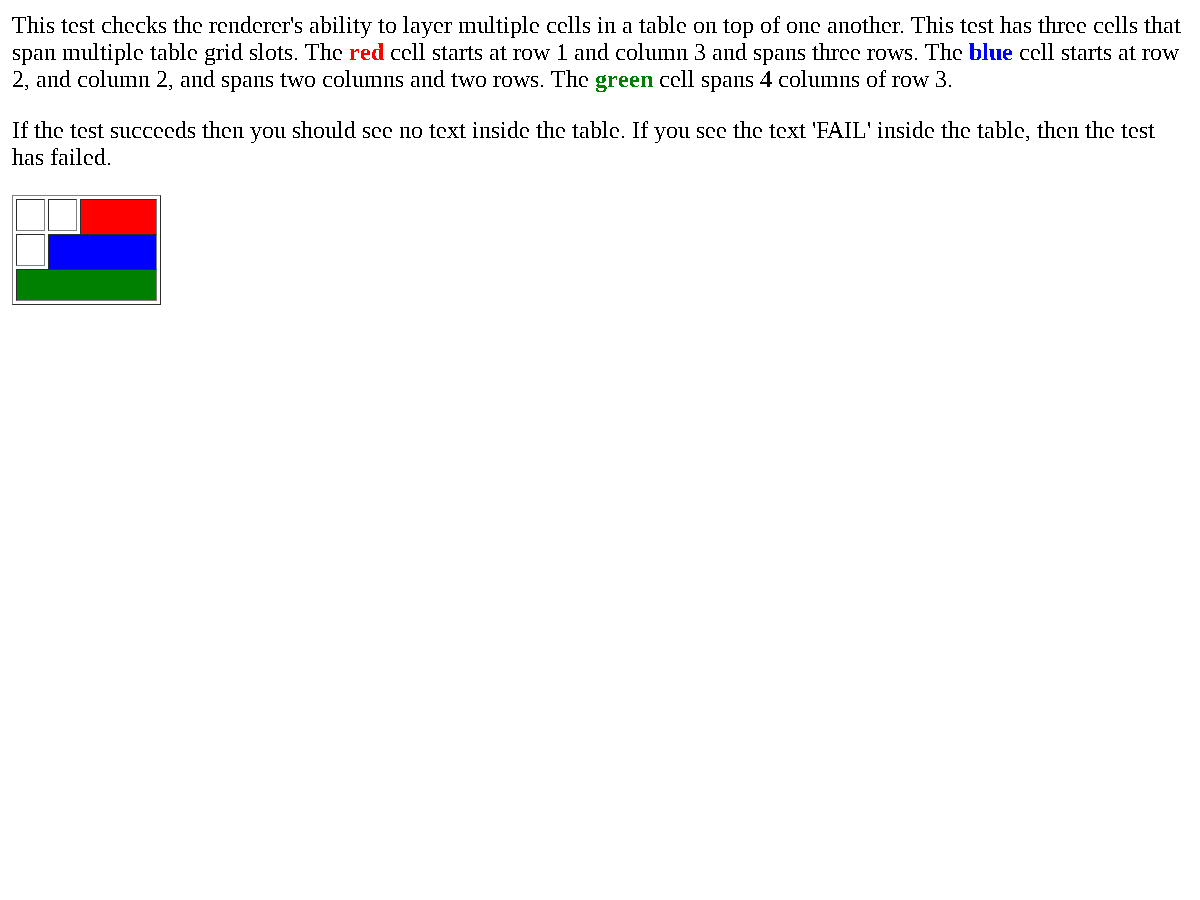 This test checks the renderer's ability to layer multiple cells in a table on top of one another. This test has three cells that
span multiple table grid slots. The red cell starts at row 1 and column 3 and spans three rows. The blue cell starts at row
2, and column 2, and spans two columns and two rows. The green cell spans 4 columns of row 3.
If the test succeeds then you should see no text inside the table. If you see the text 'FAIL' inside the table, then the test
has failed.